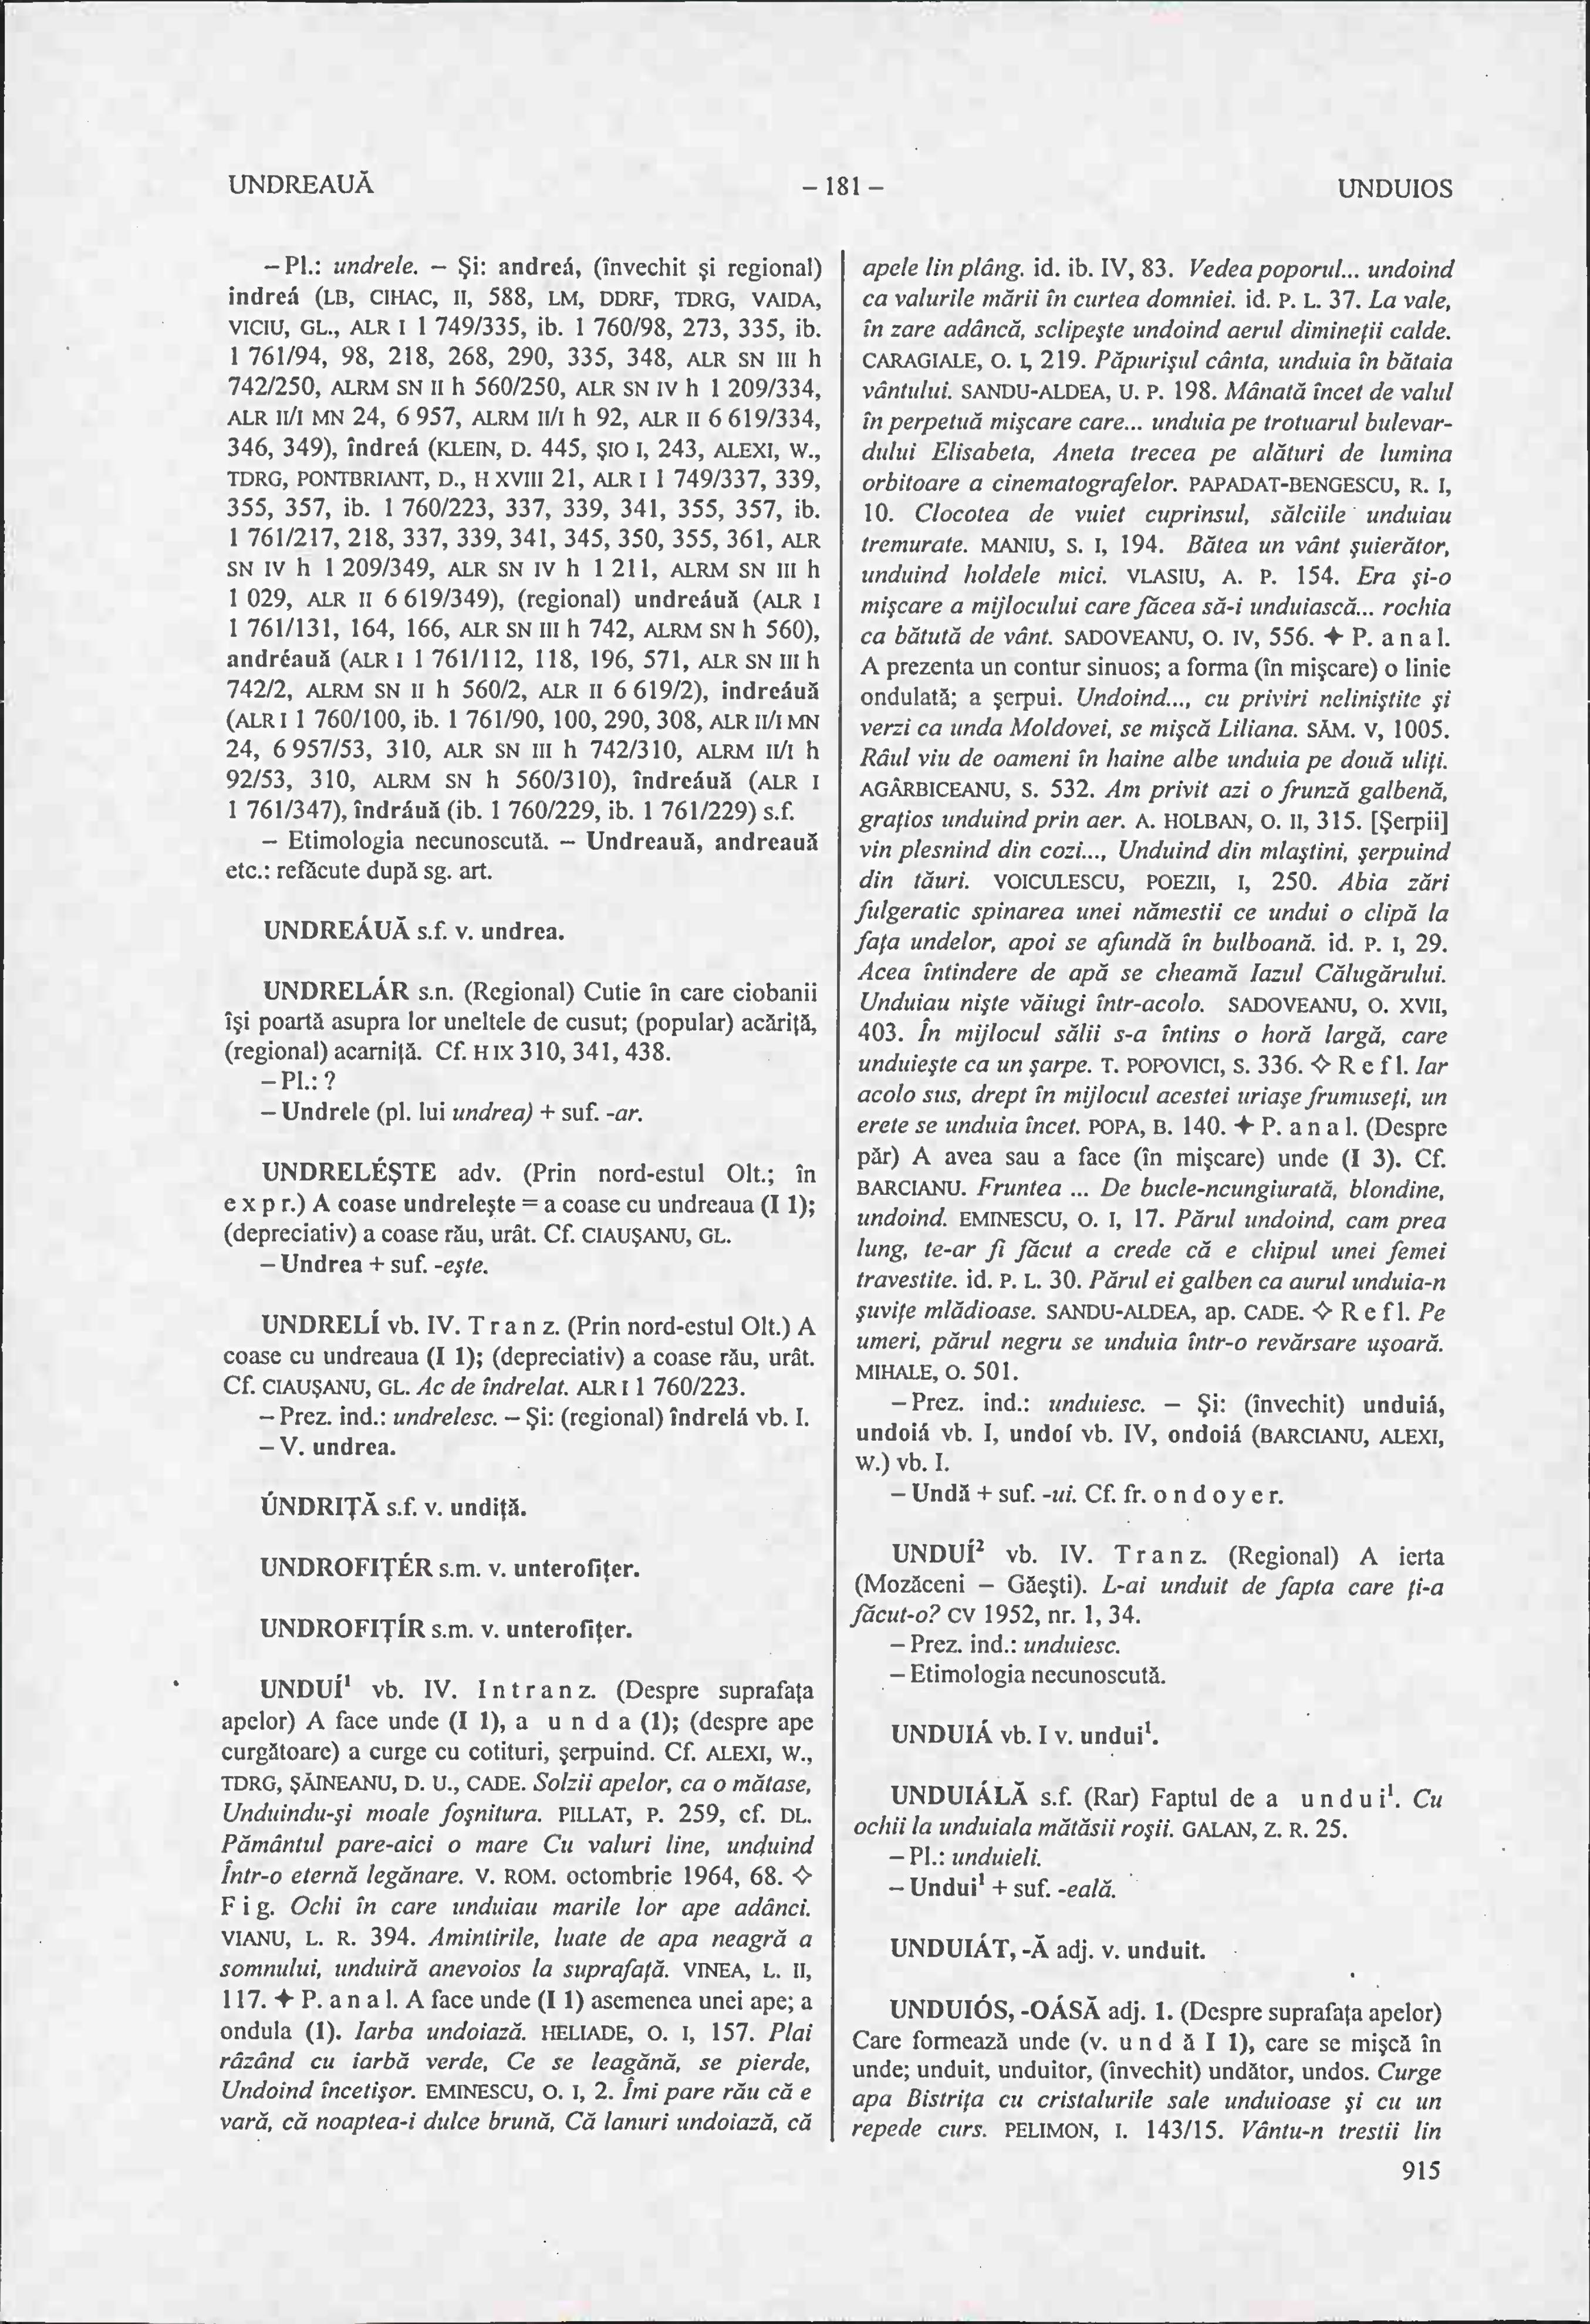 UNDREAUĂ
– 181 –
UNDUIOS
– Pl.: undrele. – Şi: andreá, (învechit şi regional)
indreá (LB, CIHAC, II, 588, LM, DDRF, TDRG, VAIDA,
VICIU, GL., ALR I 1 749/335, ib. 1 760/98, 273, 335, ib.
1 761/94, 98, 218, 268, 290, 335, 348, ALR SN III h
742/250, ALRM SN II h 560/250, ALR SN IV h 1 209/334,
ALR II/I MN 24, 6 957, ALRM II/I h 92, ALR II 6 619/334,
346, 349), îndreá (KLEIN, D. 445, ŞIO I, 243, ALEXI, W.,
TDRG, PONTBRIANT, D., H XVIII 21, ALR I 1 749/337, 339,
355, 357, ib. 1 760/223, 337, 339, 341, 355, 357, ib.
1 761/217, 218, 337, 339, 341, 345, 350, 355, 361, ALR
SN IV h 1 209/349, ALR SN IV h 1 211, ALRM SN III h
1 029, ALR II 6 619/349), (regional) undreáuă (ALR I
1 761/131, 164, 166, ALR SN III h 742, ALRM SN h 560),
andréauă (ALR I 1 761/112, 118, 196, 571, ALR SN III h
742/2, ALRM SN II h 560/2, ALR II 6 619/2), indreáuă
(ALR I 1 760/100, ib. 1 761/90, 100, 290, 308, ALR II/I MN
24, 6 957/53, 310, ALR SN III h 742/310, ALRM II/I h
92/53, 310, ALRM SN h 560/310), îndreáuă (ALR I
1 761/347), îndráuă (ib. 1 760/229, ib. 1 761/229) s.f.
– Etimologia necunoscută. – Undreauă, andreauă
etc.: refăcute după sg. art.
UNDREÁUĂ s.f. v. undrea.
UNDRELÁR s.n. (Regional) Cutie în care ciobanii
îşi poartă asupra lor uneltele de cusut; (popular) acăriţă,
(regional) acarniţă. Cf. H IX 310, 341, 438.
– Pl.: ?
– Undrele (pl. lui undrea) + suf. -ar.
UNDRELÉŞTE adv. (Prin nord-estul Olt.; în
e x p r.) A coase undreleşte = a coase cu undreaua (I 1);
(depreciativ) a coase rău, urât. Cf. CIAUŞANU, GL.
– Undrea + suf. -eşte.
UNDRELÍ vb. IV. T r a n z. (Prin nord-estul Olt.) A
coase cu undreaua (I 1); (depreciativ) a coase rău, urât.
Cf. CIAUŞANU, GL. Ac de îndrelat. ALR I 1 760/223.
– Prez. ind.: undrelesc. – Şi: (regional) îndrelá vb. I.
– V. undrea.
ÚNDRIŢĂ s.f. v. undiţă.
UNDROFIŢÉR s.m. v. unterofiţer.
UNDROFIŢÍR s.m. v. unterofiţer.
UNDUÍ¹ vb. IV. I n t r a n z. (Despre suprafaţa
apelor) A face unde (I 1), a u n d a (1); (despre ape
curgătoare) a curge cu cotituri, şerpuind. Cf. ALEXI, W.,
TDRG, ŞĂINEANU, D. U., CADE. Solzii apelor, ca o mătase,
Unduindu-şi moale foşnitura. PILLAT, P. 259, cf. DL.
Pământul pare-aici o mare Cu valuri line, unduind
Într-o eternă legănare. V. ROM. octombrie 1964, 68. ✧
F i g. Ochi în care unduiau marile lor ape adânci.
VIANU, L. R. 394. Amintirile, luate de apa neagră a
somnului, unduiră anevoios la suprafaţă. VINEA, L. II,
117. ✦ P. a n a l. A face unde (I 1) asemenea unei ape; a
ondula (1). Iarba undoiază. HELIADE, O. I, 157. Plai
râzând cu iarbă verde, Ce se leagănă, se pierde,
Undoind încetişor. EMINESCU, O. I, 2. Îmi pare rău că e
vară, că noaptea-i dulce brună, Că lanuri undoiază, că
apele lin plâng. id. ib. IV, 83. Vedea poporul... undoind
ca valurile mării în curtea domniei. id. P. L. 37. La vale,
în zare adâncă, sclipeşte undoind aerul dimineţii calde.
CARAGIALE, O. I, 219. Păpurişul cânta, unduia în bătaia
vântului. SANDU-ALDEA, U. P. 198. Mânată încet de valul
în perpetuă mişcare care... unduia pe trotuarul bulevar-
dului Elisabeta, Aneta trecea pe alături de lumina
orbitoare a cinematografelor. PAPADAT-BENGESCU, R. I,
10. Clocotea de vuiet cuprinsul, sălciile unduiau
tremurate. MANIU, S. I, 194. Bătea un vânt şuierător,
unduind holdele mici. VLASIU, A. P. 154. Era şi-o
mişcare a mijlocului care făcea să-i unduiască... rochia
ca bătută de vânt. SADOVEANU, O. IV, 556. ✦ P. a n a l.
A prezenta un contur sinuos; a forma (în mişcare) o linie
ondulată; a şerpui. Undoind..., cu priviri neliniştite şi
verzi ca unda Moldovei, se mişcă Liliana. SĂM. V, 1005.
Râul viu de oameni în haine albe unduia pe două uliţi.
AGÂRBICEANU, S. 532. Am privit azi o frunză galbenă,
graţios unduind prin aer. A. HOLBAN, O. II, 315. [Şerpii]
vin plesnind din cozi..., Unduind din mlaştini, şerpuind
din tăuri. VOICULESCU, POEZII, I, 250. Abia zări
fulgeratic spinarea unei nămestii ce undui o clipă la
faţa undelor, apoi se afundă în bulboană. id. P. I, 29.
Acea întindere de apă se cheamă Iazul Călugărului.
Unduiau nişte văiugi într-acolo. SADOVEANU, O. XVII,
403. În mijlocul sălii s-a întins o horă largă, care
unduieşte ca un şarpe. T. POPOVICI, S. 336. ✧ R e f l. Iar
acolo sus, drept în mijlocul acestei uriaşe frumuseţi, un
erete se unduia încet. POPA, B. 140. ✦ P. a n a l. (Despre
păr) A avea sau a face (în mişcare) unde (I 3). Cf.
BARCIANU. Fruntea ... De bucle-ncungiurată, blondine,
undoind. EMINESCU, O. I, 17. Părul undoind, cam prea
lung, te-ar fi făcut a crede că e chipul unei femei
travestite. id. P. L. 30. Părul ei galben ca aurul unduia-n
şuviţe mlădioase. SANDU-ALDEA, ap. CADE. ✧ R e f l. Pe
umeri, părul negru se unduia într-o revărsare uşoară.
MIHALE, O. 501.
– Prez. ind.: unduiesc. – Şi: (învechit) unduiá,
undoiá vb. I, undoí vb. IV, ondoiá (BARCIANU, ALEXI,
W.) vb. I.
– Undă + suf. -ui. Cf. fr. o n d o y e r.
UNDUÍ² vb. IV. T r a n z. (Regional) A ierta
(Mozăceni – Găeşti). L-ai unduit de fapta care ţi-a
făcut-o? CV 1952, nr. 1, 34.
– Prez. ind.: unduiesc.
– Etimologia necunoscută.
UNDUIÁ vb. I v. undui¹.
UNDUIÁLĂ s.f. (Rar) Faptul de a u n d u i¹. Cu
ochii la unduiala mătăsii roşii. GALAN, Z. R. 25.
– Pl.: unduieli.
– Undui¹ + suf. -eală.
UNDUIÁT, -Ă adj. v. unduit.
UNDUIÓS, -OÁSĂ adj. 1. (Despre suprafaţa apelor)
Care formează unde (v. u n d ă I 1), care se mişcă în
unde; unduit, unduitor, (învechit) undător, undos. Curge
apa Bistriţa cu cristalurile sale unduioase şi cu un
repede curs. PELIMON, I. 143/15. Vântu-n trestii lin
915